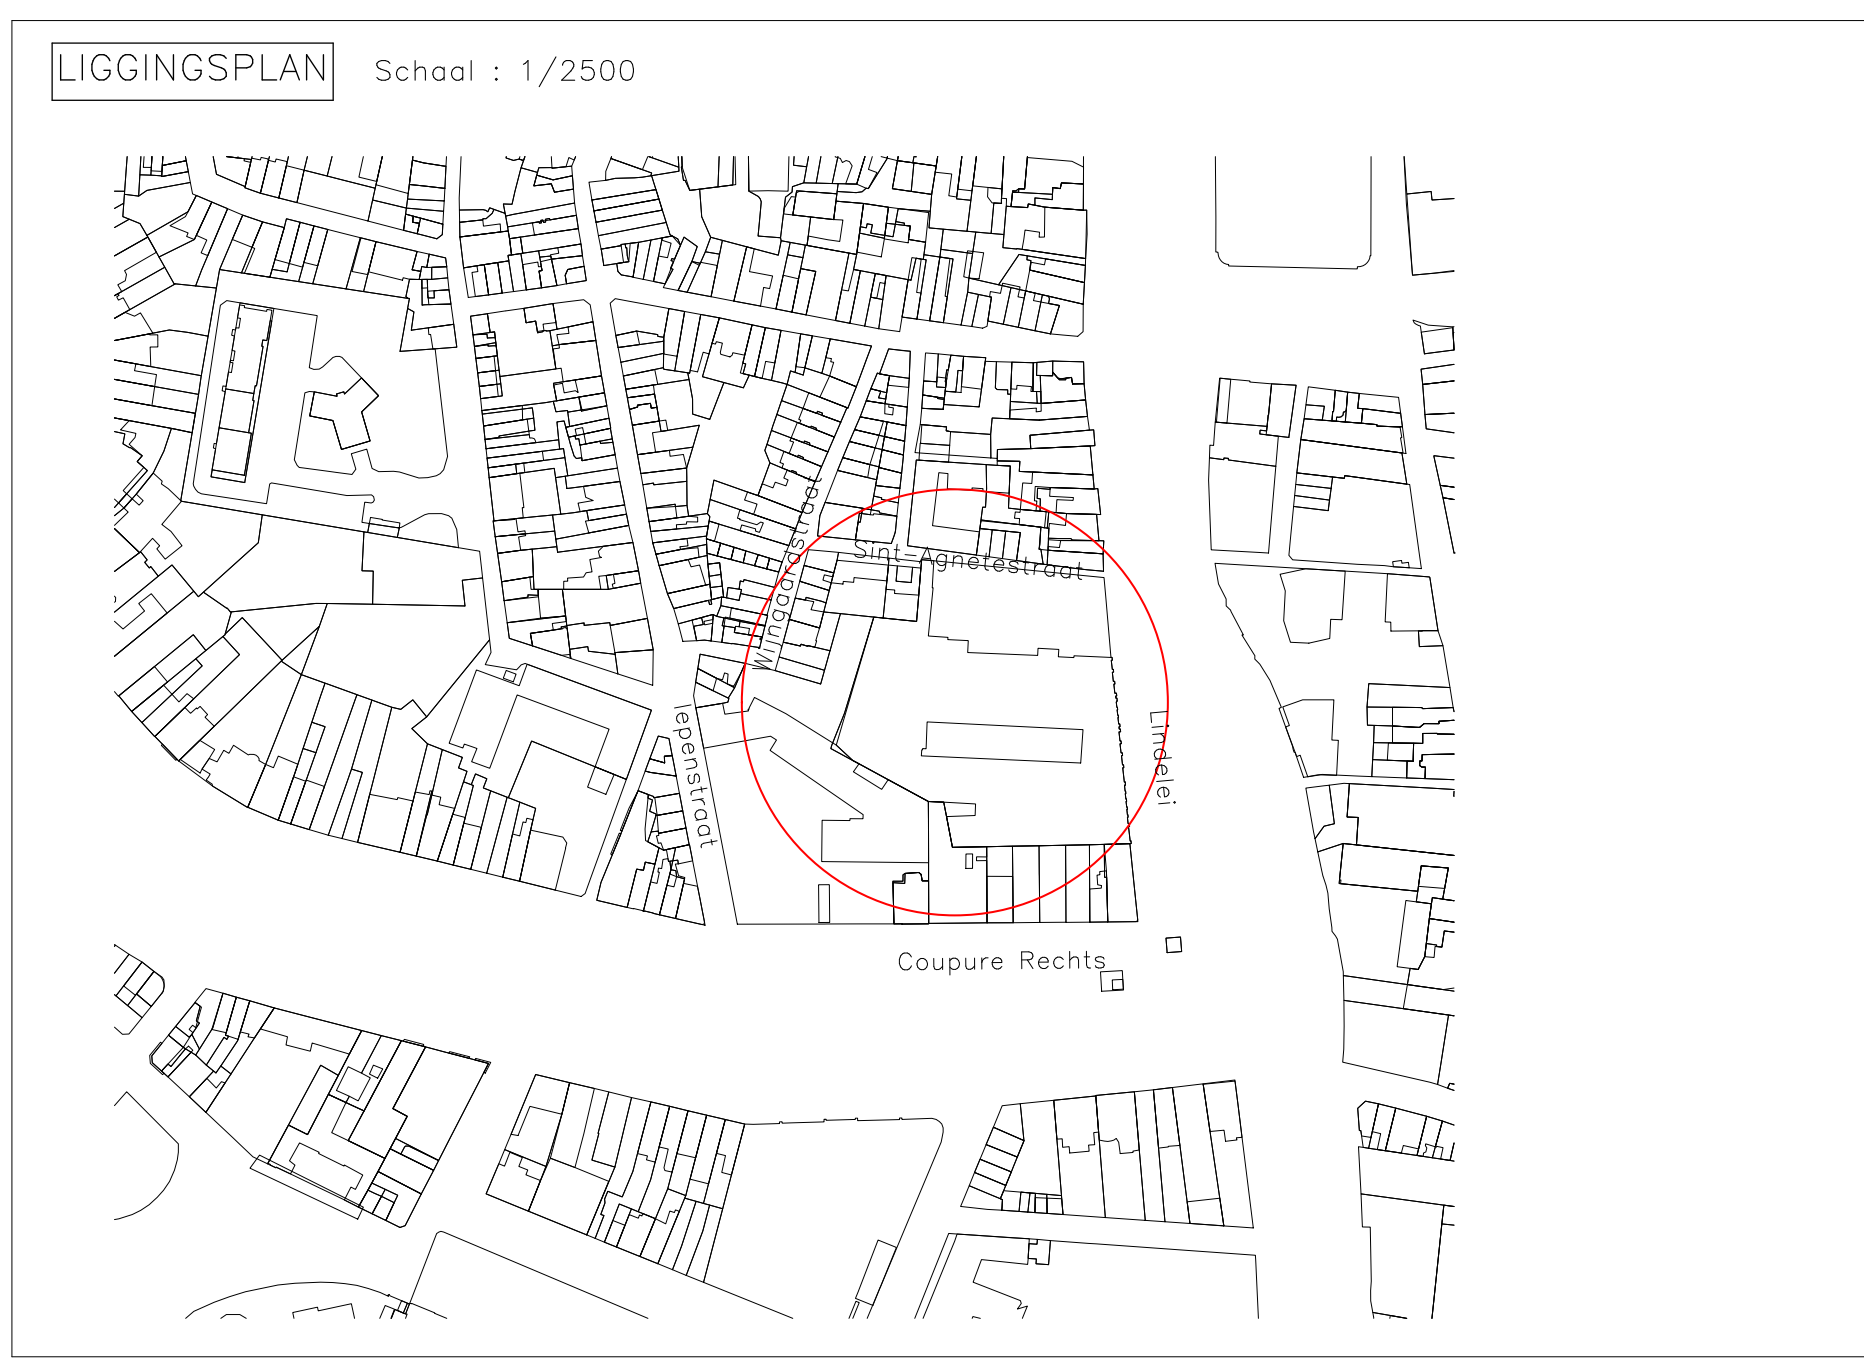 LIGGINGSPLAN Schaal : 1/2500
Wijngaardstraat
Sint-Agnetestraat
Iepenstraat
Lindelei
Coupure Rechts